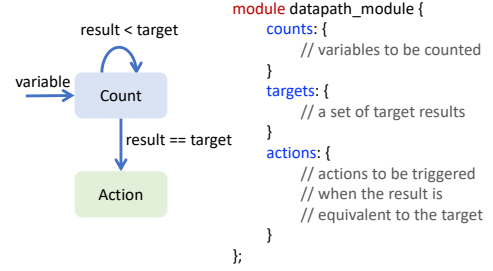 result < target
variable
Count
result == target
Action
module datapath_module {
counts: {
// variables to be counted
}
targets: {
// a set of target results
}
actions: {
// actions to be triggered
// when the result is
// equivalent to the target
}
};